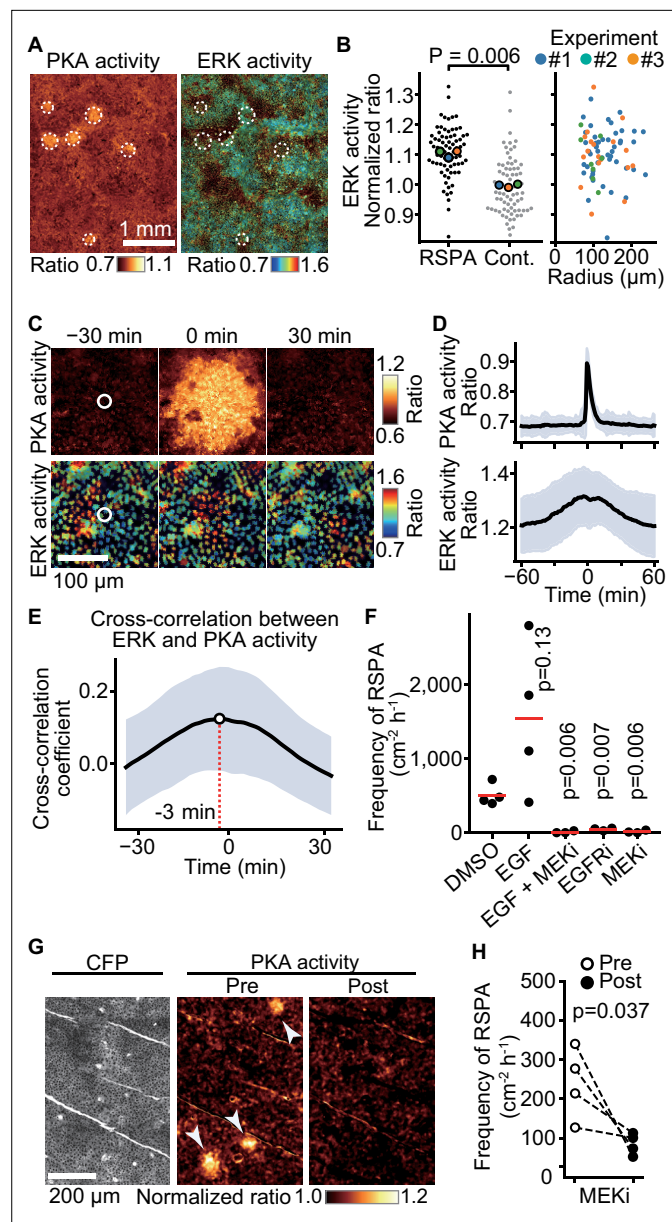 A
PKA activity
ERK activity
1 mm
Ratio 0.7 1.1
Ratio 0.7 1.6
B
P = 0.006
Experiment
#1 #2 #3
ERK activity
Normalized ratio
1.3
1.2
1.1
1.0
0.9
RSPA Cont.
0 100 200
Radius (µm)
C
−30 min 0 min 30 min
PKA activity
1.2
Ratio
0.6
ERK activity
1.6
Ratio
0.7
100 µm
D
PKA activity
Ratio
0.9
0.8
0.7
ERK activity
Ratio
1.4
1.2
−60 0 60
Time (min)
E
Cross-correlation between
ERK and PKA activity
Cross-correlation
coefficient
0.2
0.0
-3 min
−30 0 30
Time (min)
F
Frequency of RSPA
(cm⁻² h⁻¹)
2,000
1,000
0
p=0.13
p=0.006
p=0.007
p=0.006
DMSO
EGF
EGF + MEKi
EGFRi
MEKi
G
CFP
PKA activity
Pre Post
200 µm
Normalized ratio 1.0 1.2
H
Pre
Post
p=0.037
Frequency of RSPA
(cm⁻² h⁻¹)
500
400
300
200
100
0
MEKi